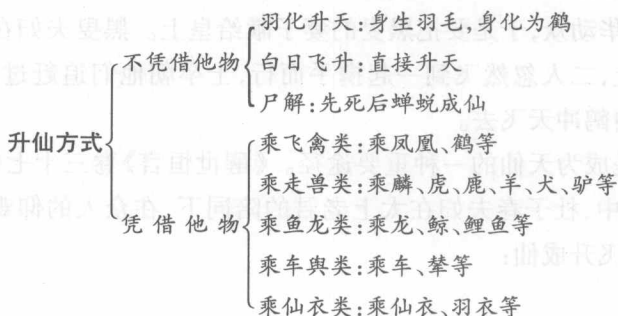 升仙方式
不凭借他物
羽化升天:身生羽毛,身化为鹤
白日飞升:直接升天
尸解:先死后蝉蜕成仙
凭借他物
乘飞禽类:乘凤凰、鹤等
乘走兽类:乘麟、虎、鹿、羊、犬、驴等
乘鱼龙类:乘龙、鲸、鲤鱼等
乘车舆类:乘车、辇等
乘仙衣类:乘仙衣、羽衣等